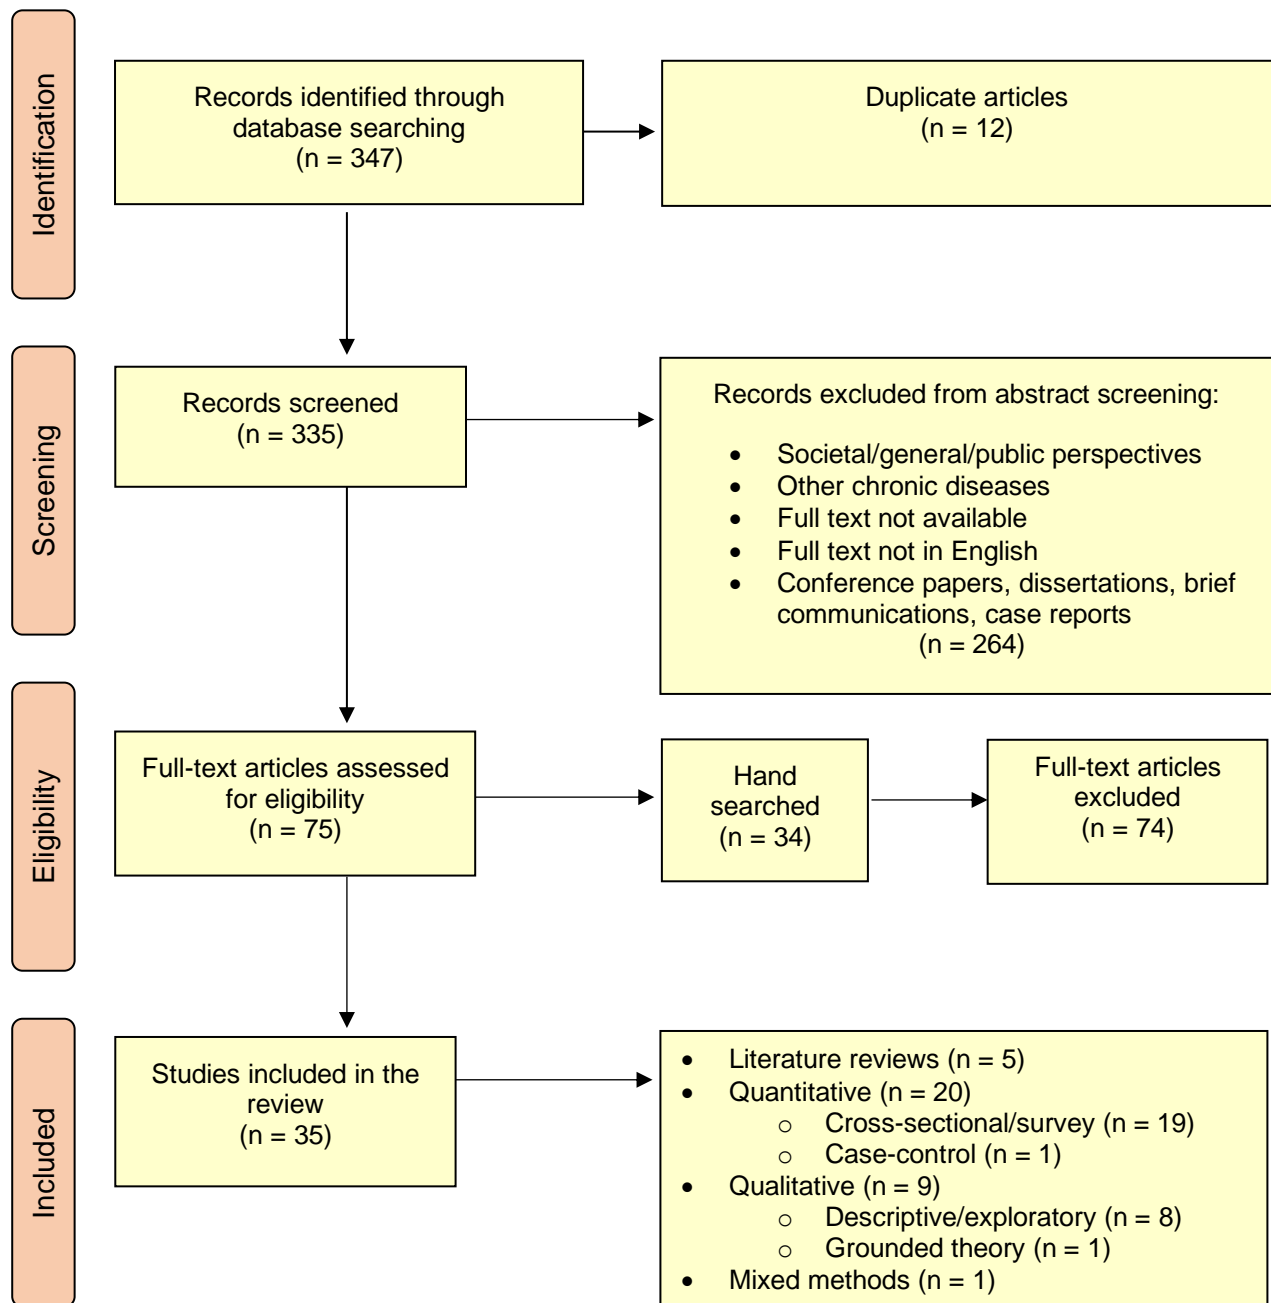 Identification
Records identified through
database searching
(n = 347)
Duplicate articles
(n = 12)
Screening
Records screened
(n = 335)
Records excluded from abstract screening:
• Societal/general/public perspectives
• Other chronic diseases
• Full text not available
• Full text not in English
• Conference papers, dissertations, brief
communications, case reports
(n = 264)
Eligibility
Full-text articles assessed
for eligibility
(n = 75)
Hand
searched
(n = 34)
Full-text articles
excluded
(n = 74)
Included
Studies included in the
review
(n = 35)
• Literature reviews (n = 5)
• Quantitative (n = 20)
o Cross-sectional/survey (n = 19)
o Case-control (n = 1)
• Qualitative (n = 9)
o Descriptive/exploratory (n = 8)
o Grounded theory (n = 1)
• Mixed methods (n = 1)